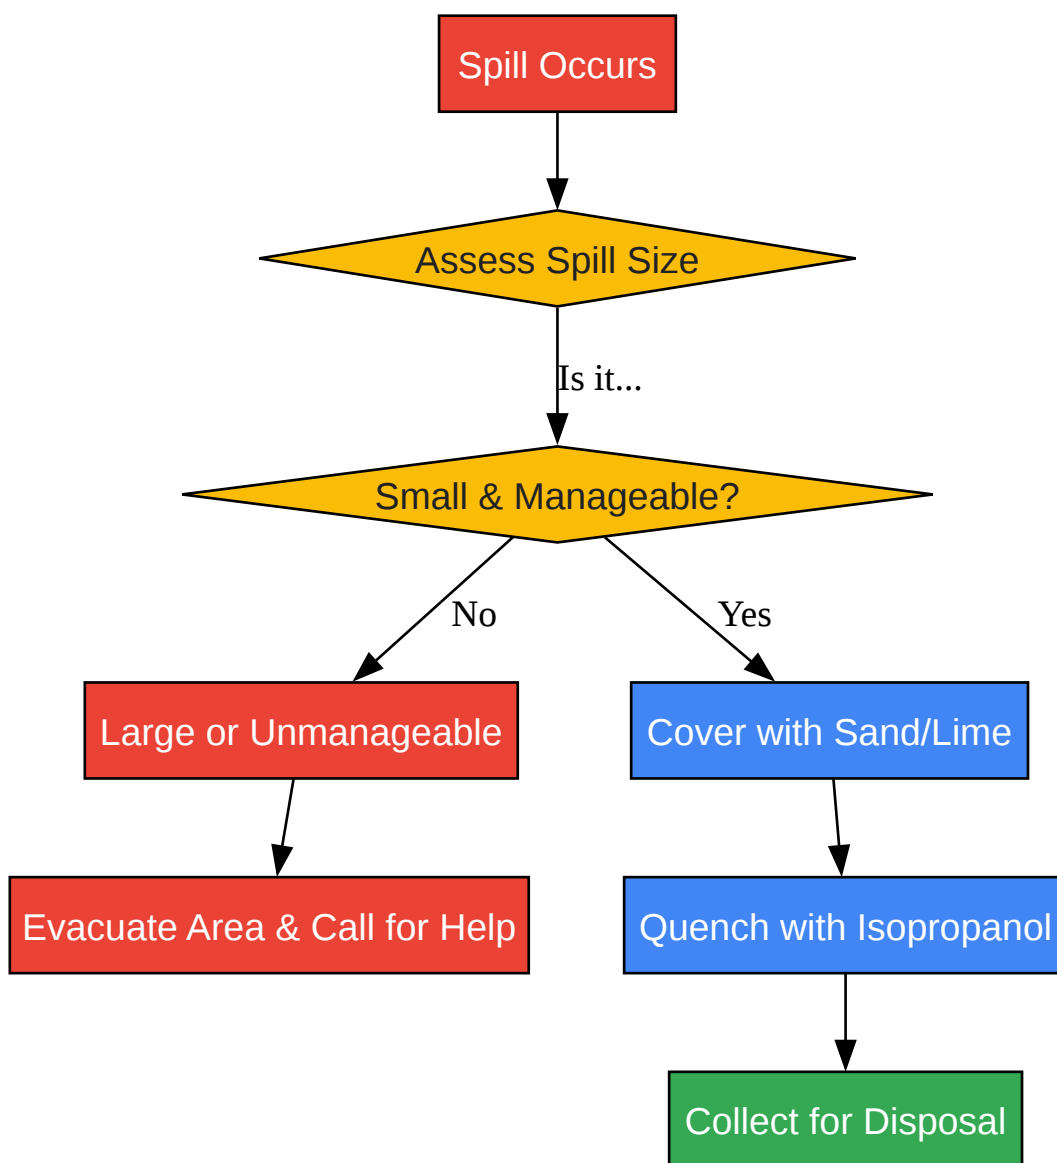 Spill Occurs
Assess Spill Size
Is it...
Small & Manageable?
No
Yes
Large or Unmanageable
Cover with Sand/Lime
Evacuate Area & Call for Help
Quench with Isopropanol
Collect for Disposal